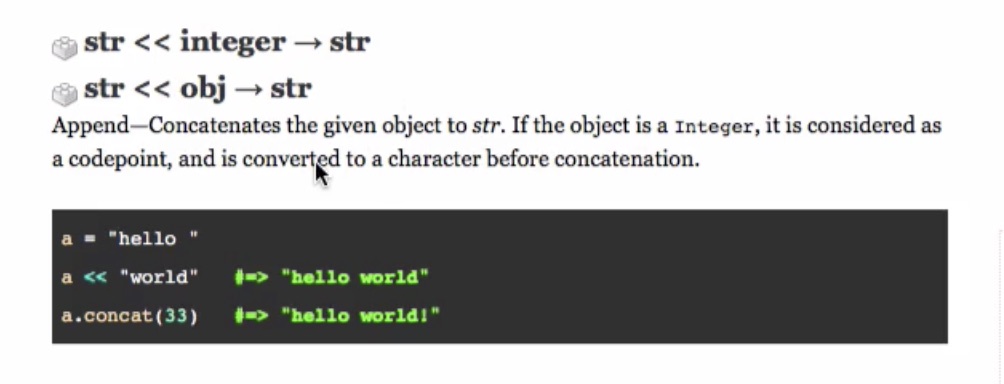 str << integer → str
str << obj → str
Append—Concatenates the given object to str. If the object is a Integer, it is considered as
a codepoint, and is converted to a character before concatenation.
a = "hello "
a << "world"   #=> "hello world"
a.concat(33)   #=> "hello world!"